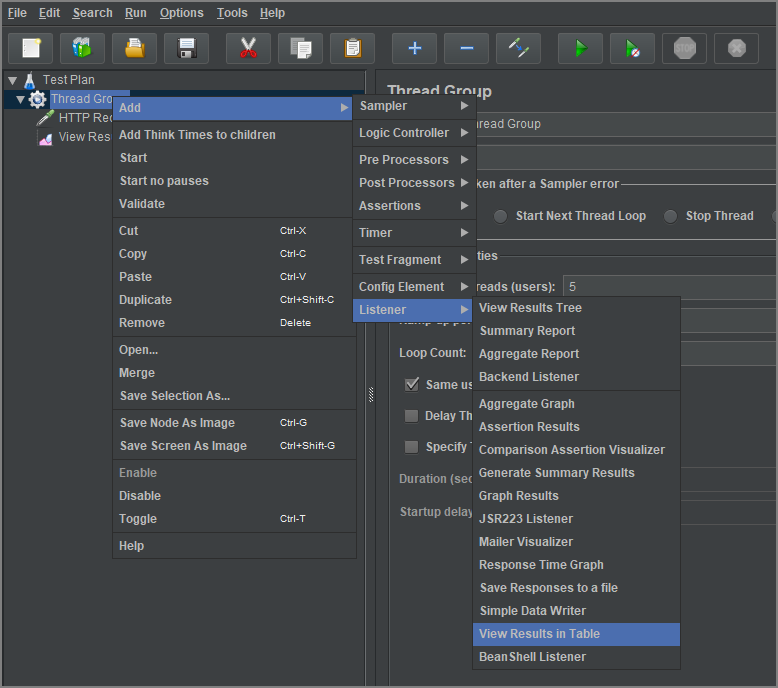 File Edit Search Run Options Tools Help
STOP
Test Plan
Thread Gro
HTTP Rec
View Res
Add
Add Think Times to children
Start
Start no pauses
Validate
Cut Ctrl-X
Copy Ctrl-C
Paste Ctrl-V
Duplicate Ctrl+Shift-C
Remove Delete
Open...
Merge
Save Selection As...
Save Node As Image Ctrl-G
Save Screen As Image Ctrl+Shift-G
Enable
Disable
Toggle Ctrl-T
Help
Sampler
Logic Controller
Pre Processors
Post Processors
Assertions
Timer
Test Fragment
Config Element
Listener
View Results Tree
Summary Report
Aggregate Report
Backend Listener
Aggregate Graph
Assertion Results
Comparison Assertion Visualizer
Generate Summary Results
Graph Results
JSR223 Listener
Mailer Visualizer
Response Time Graph
Save Responses to a file
Simple Data Writer
View Results in Table
BeanShell Listener
Thread Group
read Group
ken after a Sampler error
Start Next Thread Loop Stop Thread
ties
reads (users): 5
Loop Count:
Same us
Delay Th
Specify
Duration (sec
Startup delay